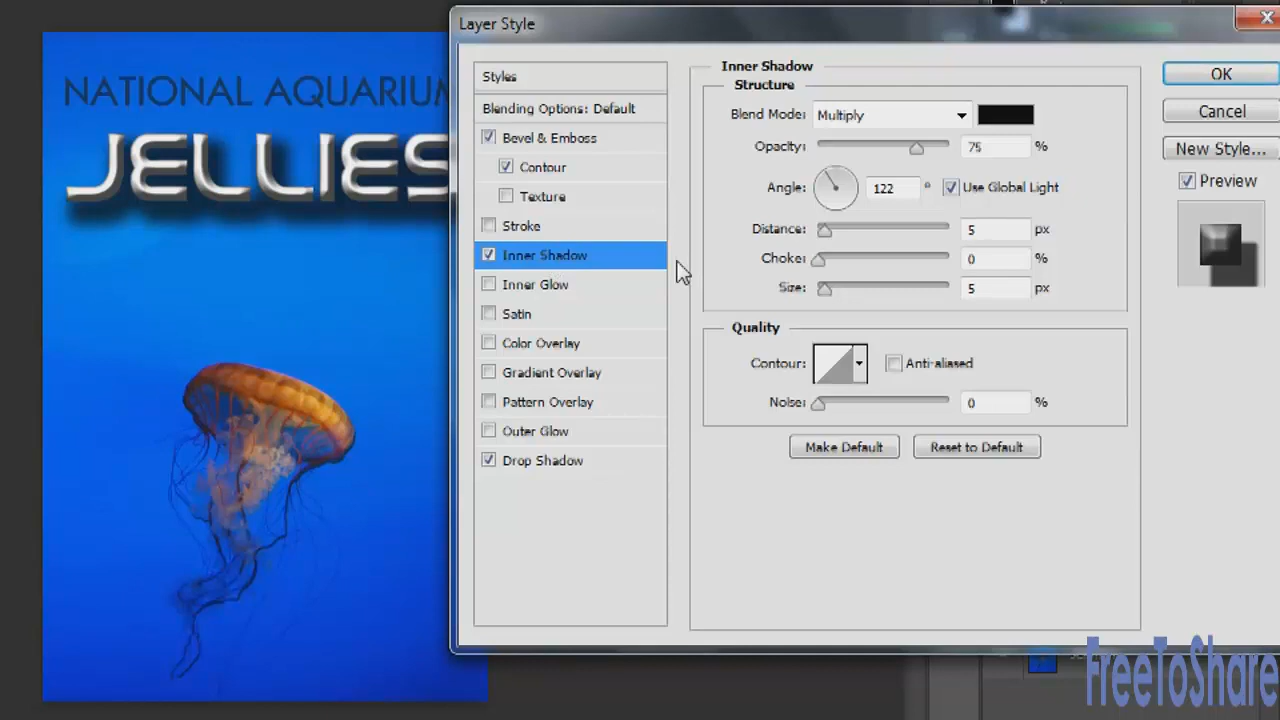 Layer Style
NATIONAL AQUARIUM
JELLIES
Styles
Blending Options: Default
Bevel & Emboss
Contour
Texture
Stroke
Inner Shadow
Inner Glow
Satin
Color Overlay
Gradient Overlay
Pattern Overlay
Outer Glow
Drop Shadow
Inner Shadow
Structure
Blend Mode: Multiply
Opacity: 75 %
Angle: 122 ° Use Global Light
Distance: 5 px
Choke: 0 %
Size: 5 px
Quality
Contour: Anti-aliased
Noise: 0 %
Make Default Reset to Default
OK
Cancel
New Style...
Preview
FreeToShare